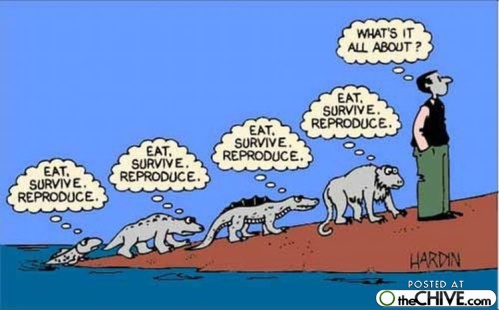 EAT,
SURVIVE,
REPRODUCE.
EAT,
SURVIVE.
REPRODUCE.
EAT,
SURVIVE.
REPRODUCE.
EAT,
SURVIVE.
REPRODUCE.
WHAT'S IT
ALL ABOUT?
HARDIN
POSTED AT
theCHIVE.com